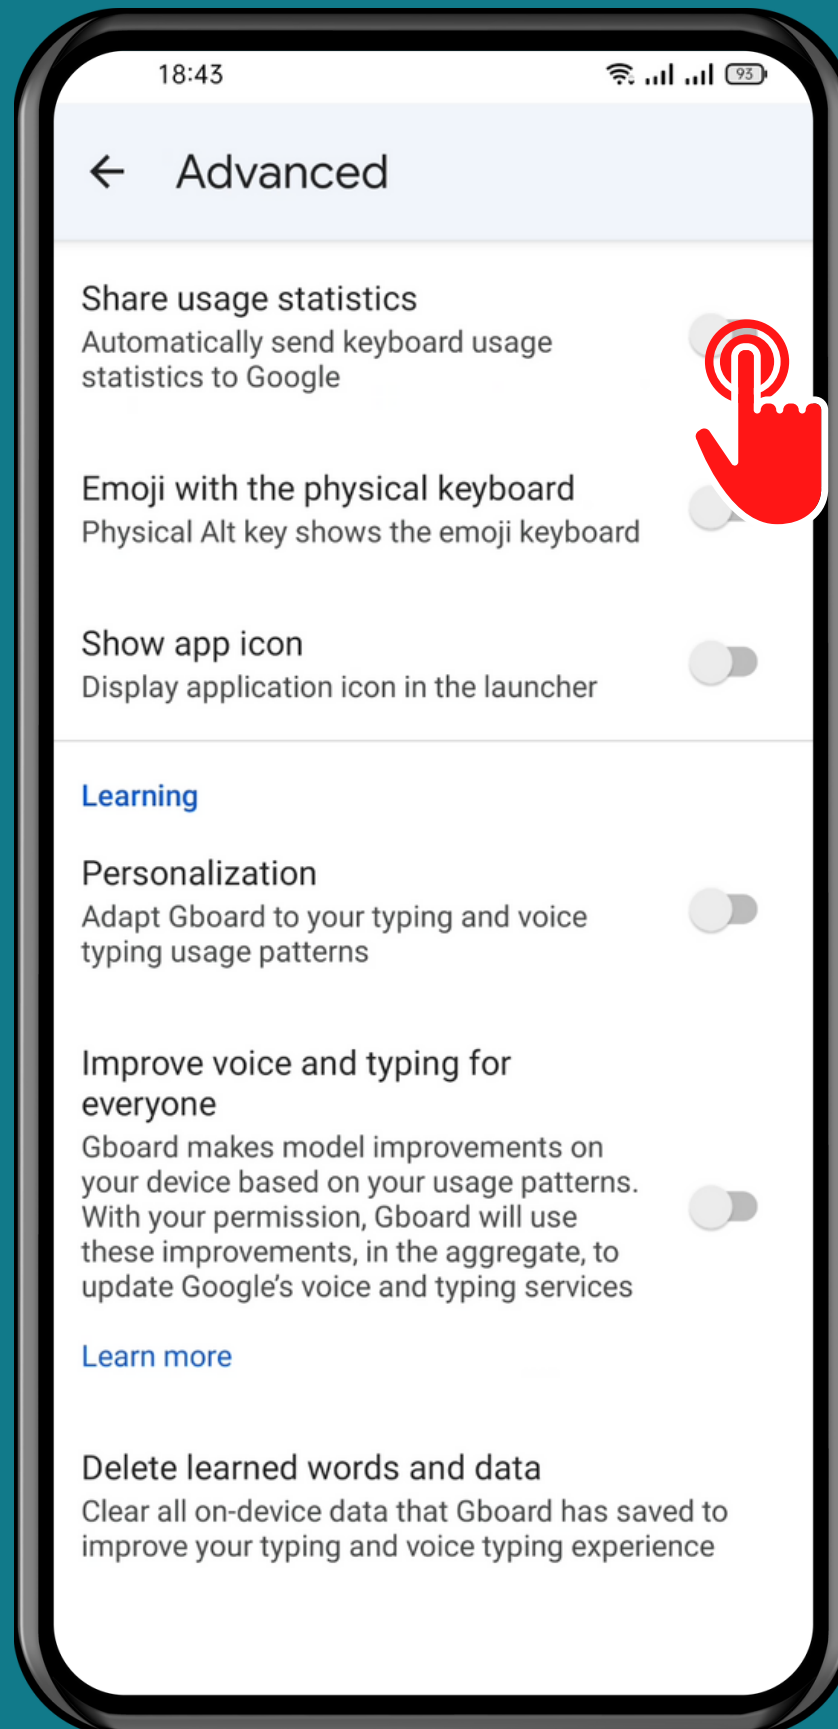 18:43
93
Advanced
Share usage statistics
Automatically send keyboard usage
statistics to Google
Emoji with the physical keyboard
Physical Alt key shows the emoji keyboard
Show app icon
Display application icon in the launcher
Learning
Personalization
Adapt Gboard to your typing and voice
typing usage patterns
Improve voice and typing for
everyone
Gboard makes model improvements on
your device based on your usage patterns.
With your permission, Gboard will use
these improvements, in the aggregate, to
update Google's voice and typing services
Learn more
Delete learned words and data
Clear all on-device data that Gboard has saved to
improve your typing and voice typing experience